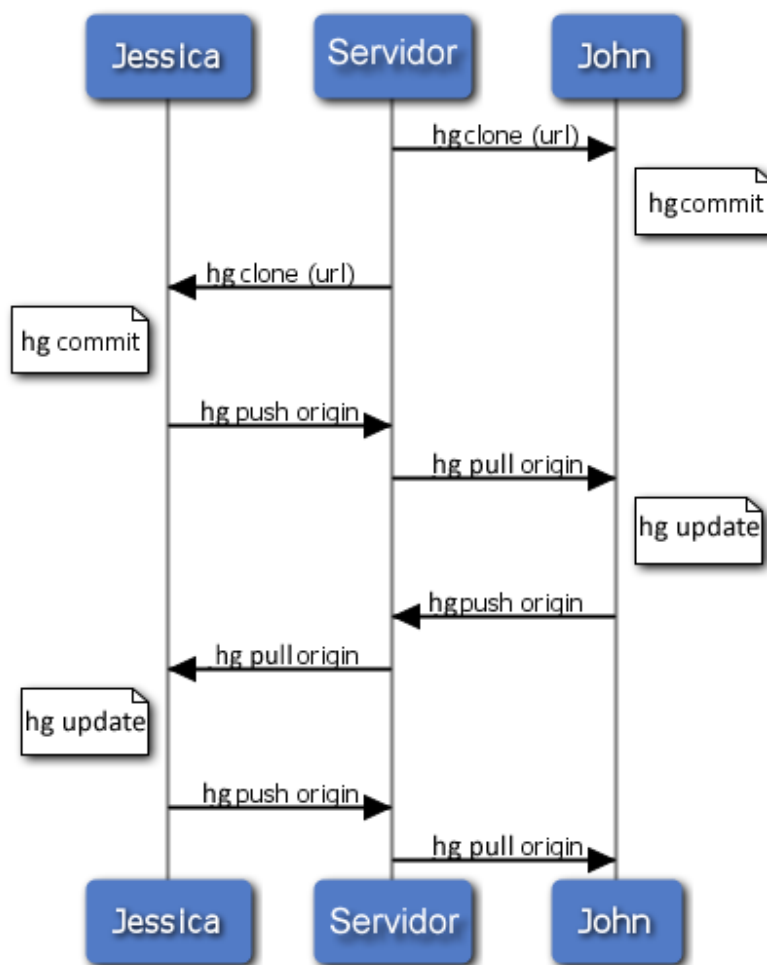 Jessica
Servidor
John
hg clone (url)
hg commit
hg clone (url)
hg commit
hg push origin
hg pull origin
hg update
hg push origin
hg pull origin
hg update
hg push origin
hg pull origin
Jessica
Servidor
John